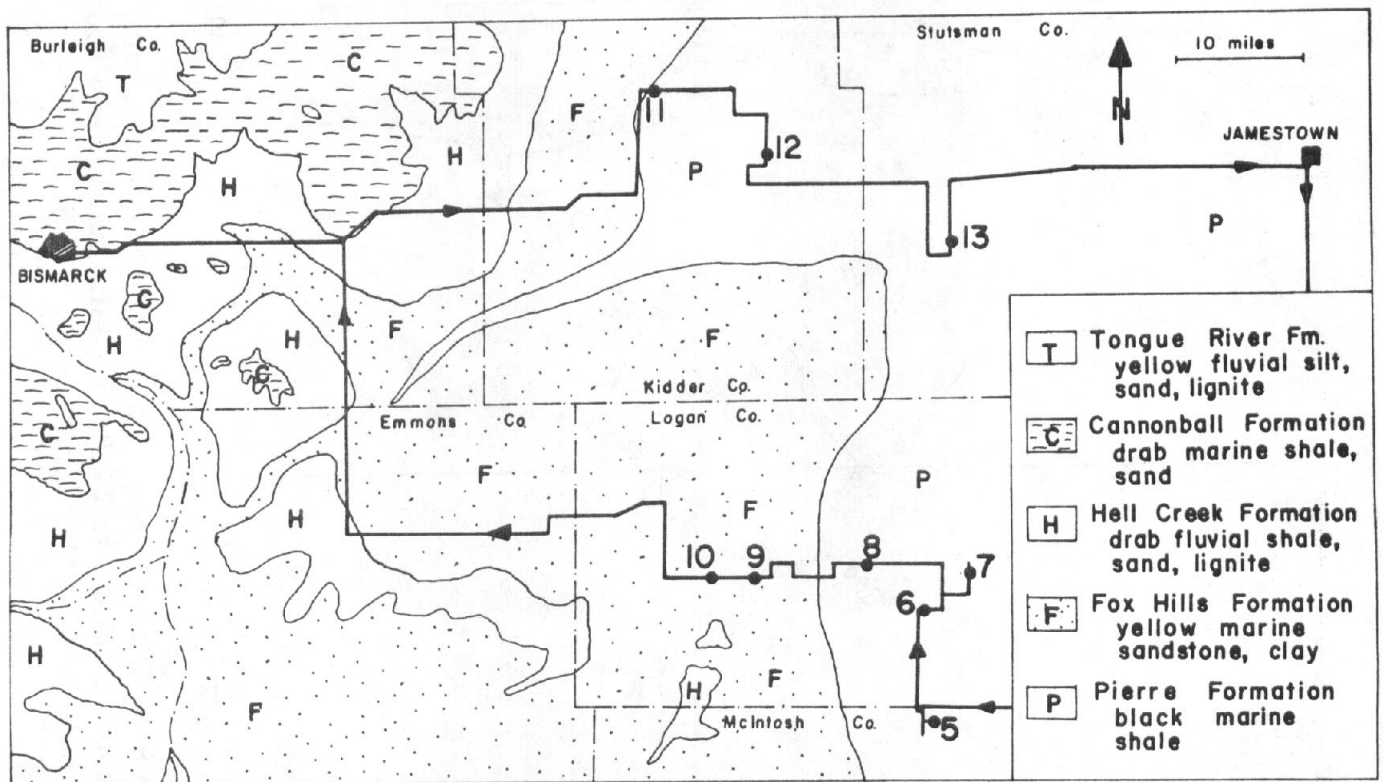 Burleigh Co.
Stutsman Co.
10 miles
C
T
F
11
N
JAMESTOWN
H
12
C
P
H
13
P
BISMARCK
C
H
F
F
H
C
Kidder Co.
Emmons Co.
Logan Co.
C
F
P
H
F
H
10
9
8
7
6
H
F
H
F
McIntosh Co.
5
T Tongue River Fm.
yellow fluvial silt,
sand, lignite
C Cannonball Formation
drab marine shale,
sand
H Hell Creek Formation
drab fluvial shale,
sand, lignite
F Fox Hills Formation
yellow marine
sandstone, clay
P Pierre Formation
black marine
shale